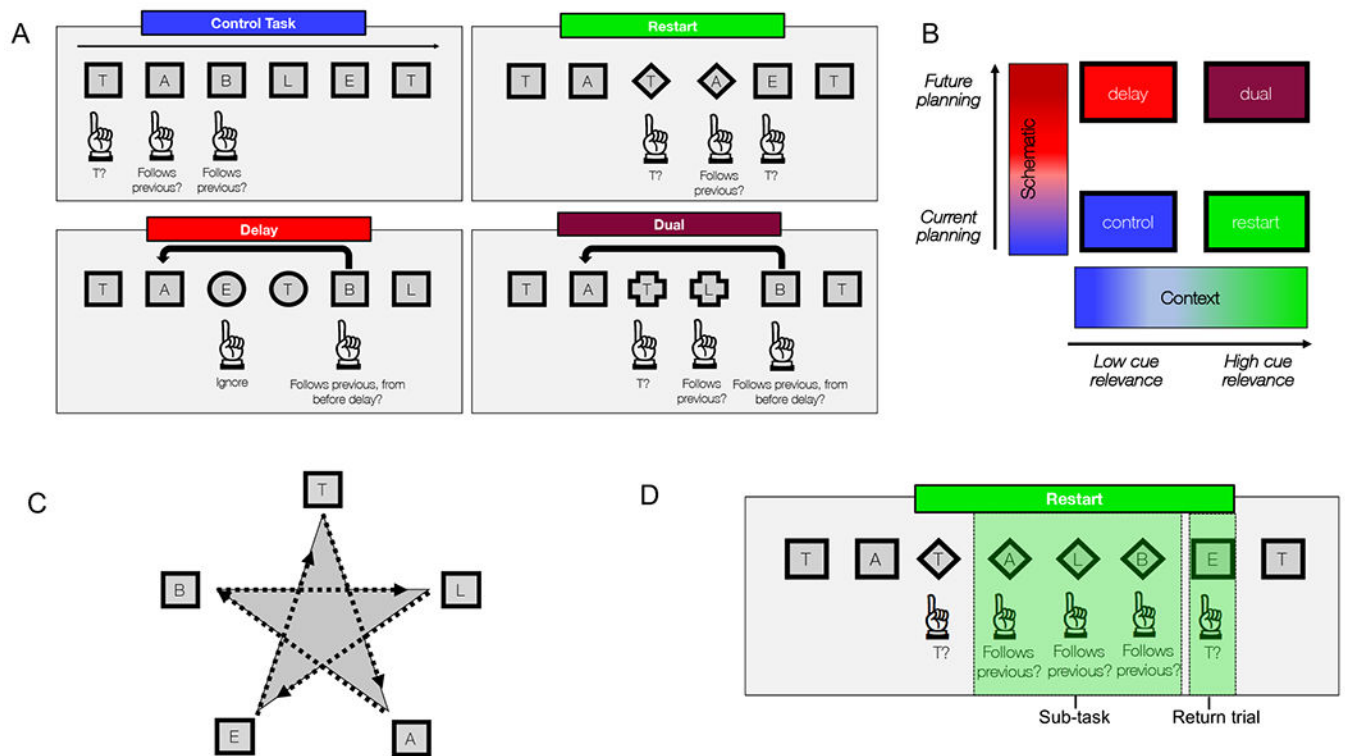 A
Control Task
T A B L E T
T? Follows Follows
previous? previous?
Restart
T A T A E T
T? Follows T?
previous?
Delay
T A E T B L
Ignore Follows previous, from
before delay?
Dual
T A T L B T
T? Follows Follows previous, from
previous? before delay?
B
Future
planning
Schematic
delay dual
Current
planning
control restart
Context
Low cue High cue
relevance relevance
C
T
B L
E A
D
Restart
T A T A L B E T
T? Follows Follows Follows T?
previous? previous? previous?
Sub-task Return trial